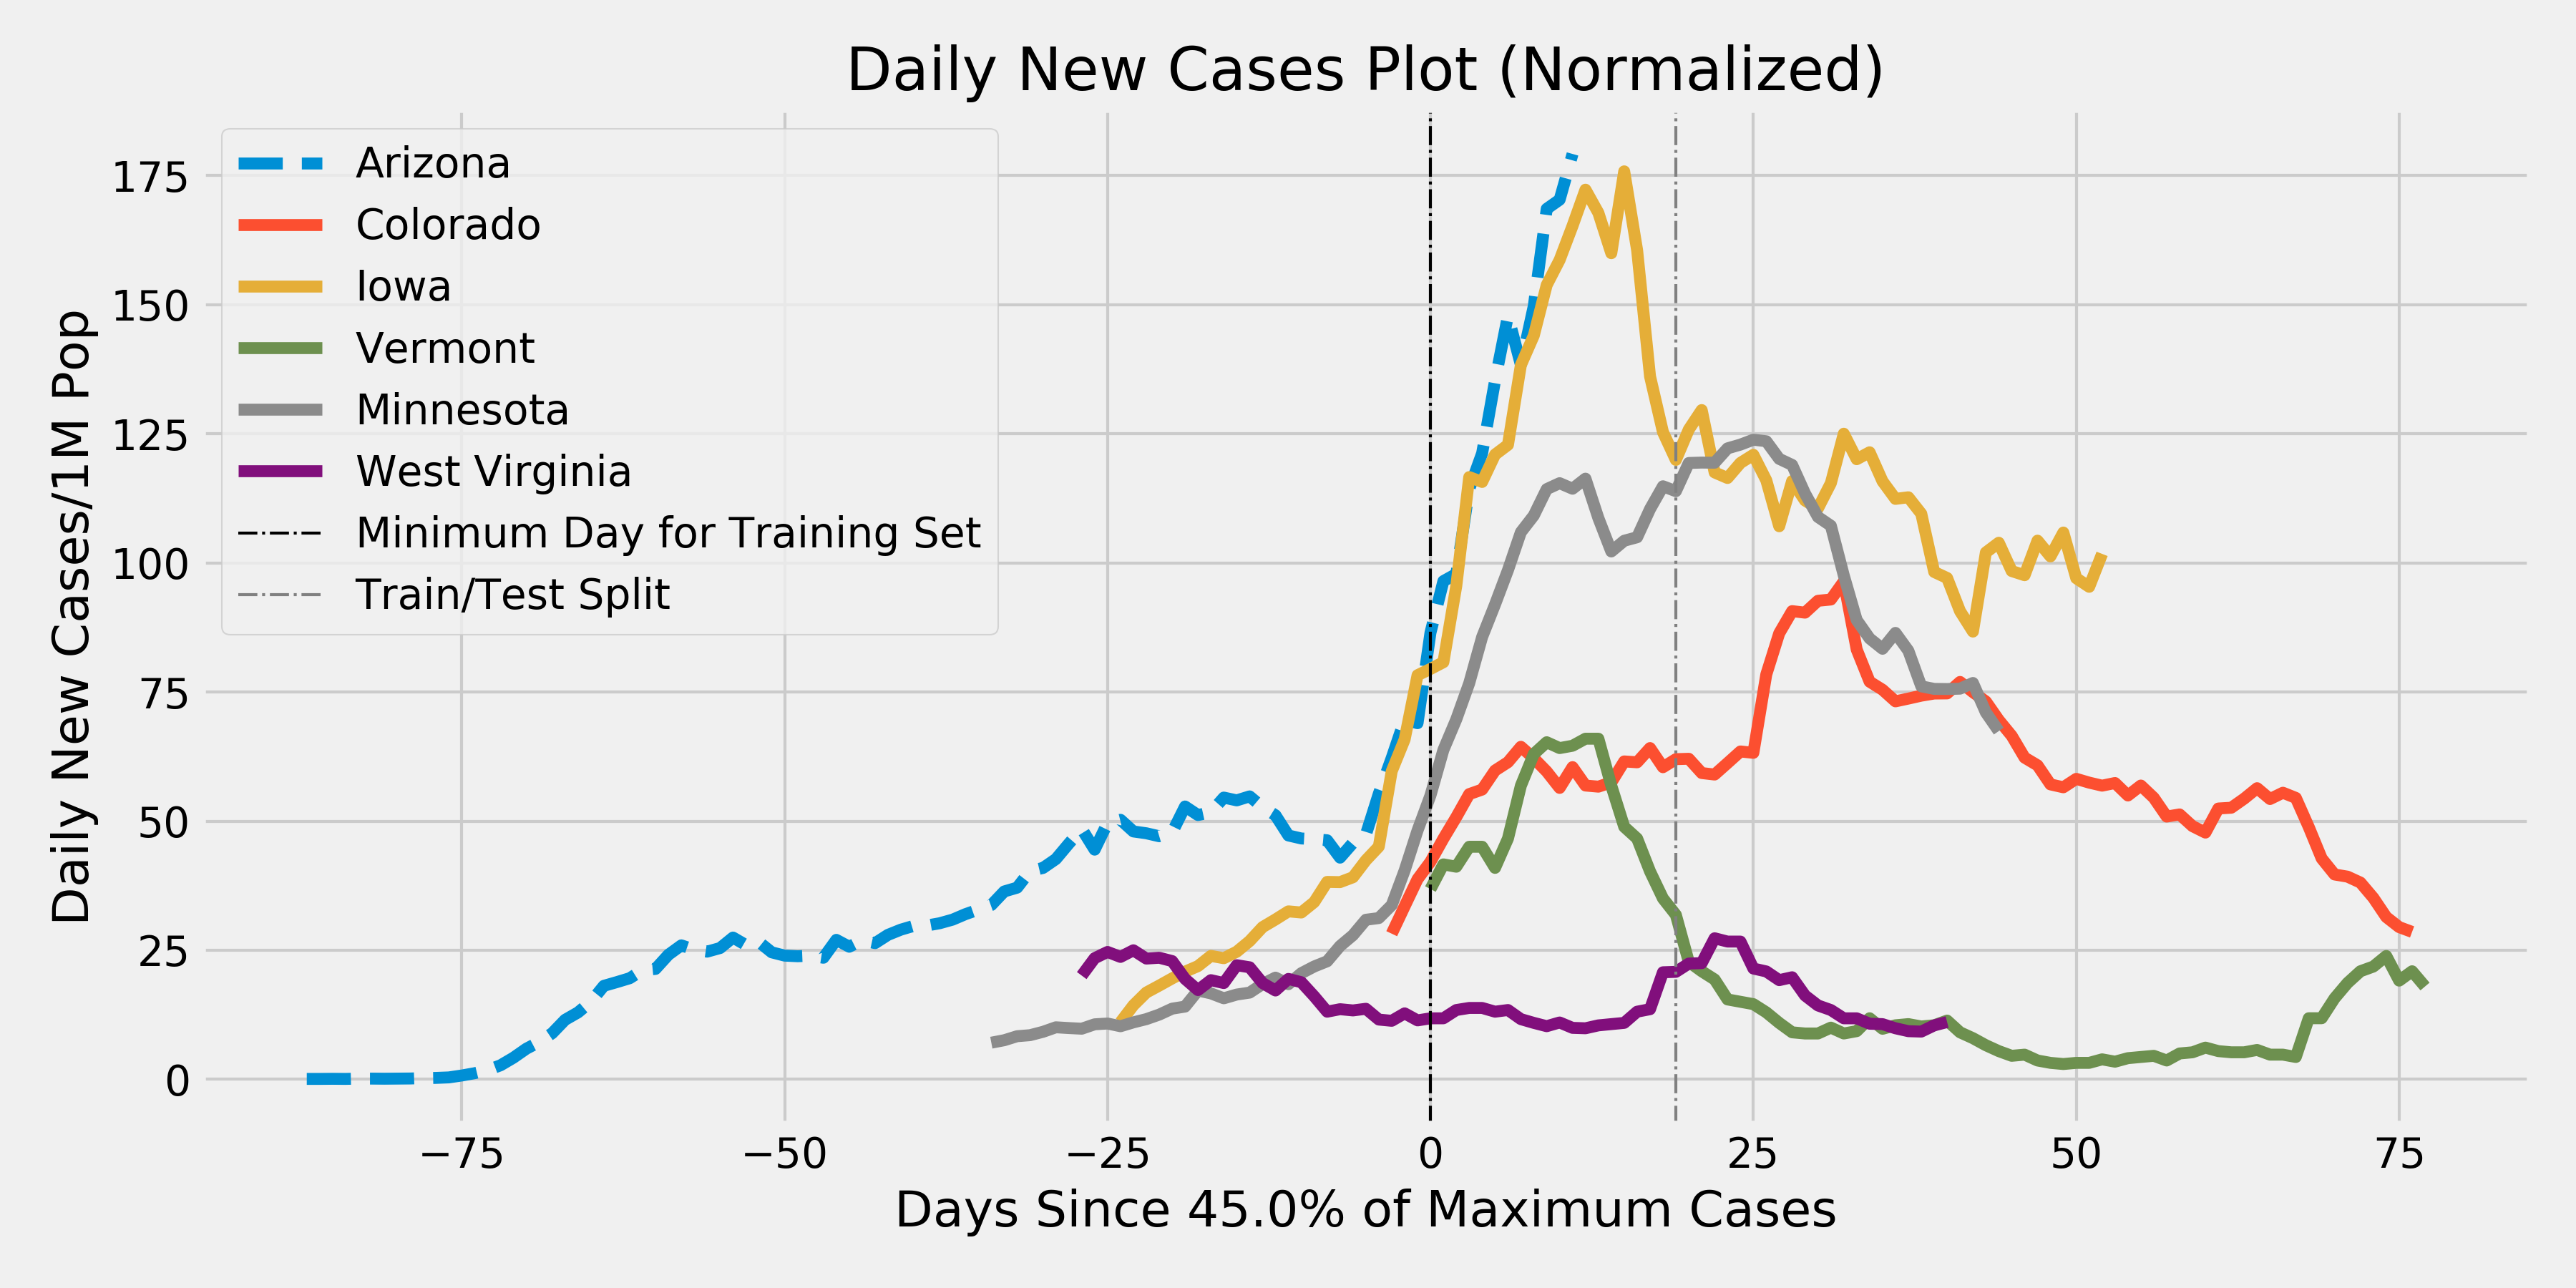 Daily New Cases Plot (Normalized)
Daily New Cases/1M Pop
175
150
125
100
75
50
25
0
Arizona
Colorado
Iowa
Vermont
Minnesota
West Virginia
Minimum Day for Training Set
Train/Test Split
−75 −50 −25 0 25 50 75
Days Since 45.0% of Maximum Cases